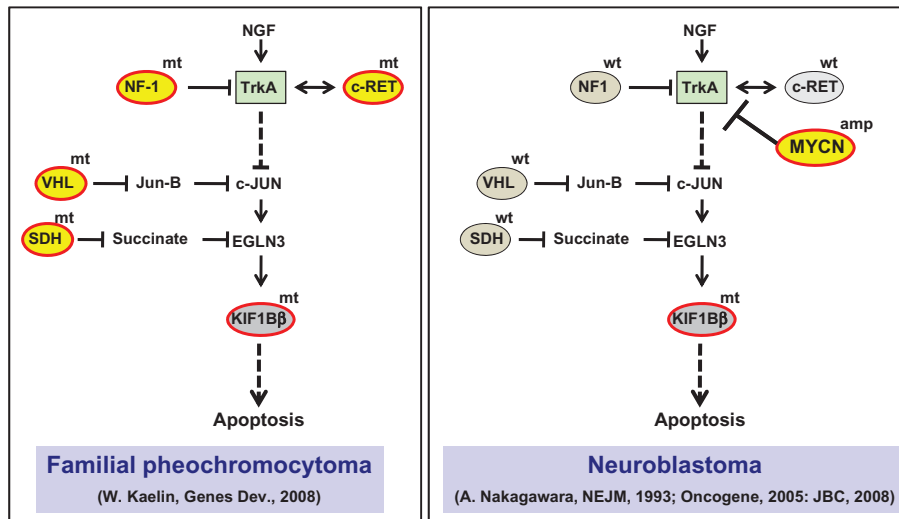 NGF
mt
mt
NF-1
TrkA
c-RET
mt
VHL
Jun-B
c-JUN
mt
SDH
Succinate
EGLN3
mt
KIF1Bβ
Apoptosis
Familial pheochromocytoma
(W. Kaelin, Genes Dev., 2008)
NGF
wt
wt
NF1
TrkA
c-RET
amp
MYCN
wt
VHL
Jun-B
c-JUN
wt
SDH
Succinate
EGLN3
mt
KIF1Bβ
Apoptosis
Neuroblastoma
(A. Nakagawara, NEJM, 1993; Oncogene, 2005: JBC, 2008)